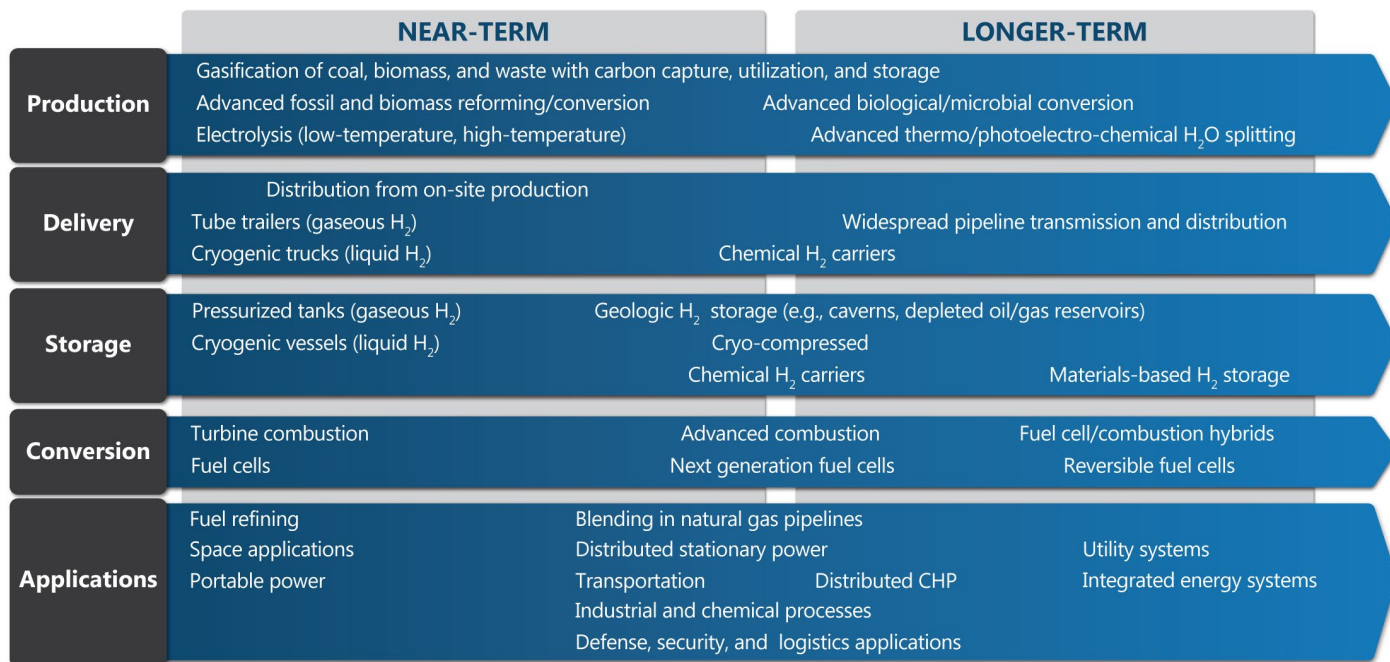 NEAR-TERM LONGER-TERM
Production
Gasification of coal, biomass, and waste with carbon capture, utilization, and storage
Advanced fossil and biomass reforming/conversion Advanced biological/microbial conversion
Electrolysis (low-temperature, high-temperature) Advanced thermo/photoelectro-chemical H₂O splitting
Delivery
Distribution from on-site production
Tube trailers (gaseous H₂) Widespread pipeline transmission and distribution
Cryogenic trucks (liquid H₂) Chemical H₂ carriers
Storage
Pressurized tanks (gaseous H₂) Geologic H₂ storage (e.g., caverns, depleted oil/gas reservoirs)
Cryogenic vessels (liquid H₂) Cryo-compressed
Chemical H₂ carriers Materials-based H₂ storage
Conversion
Turbine combustion Advanced combustion Fuel cell/combustion hybrids
Fuel cells Next generation fuel cells Reversible fuel cells
Applications
Fuel refining Blending in natural gas pipelines
Space applications Distributed stationary power Utility systems
Portable power Transportation Distributed CHP Integrated energy systems
Industrial and chemical processes
Defense, security, and logistics applications